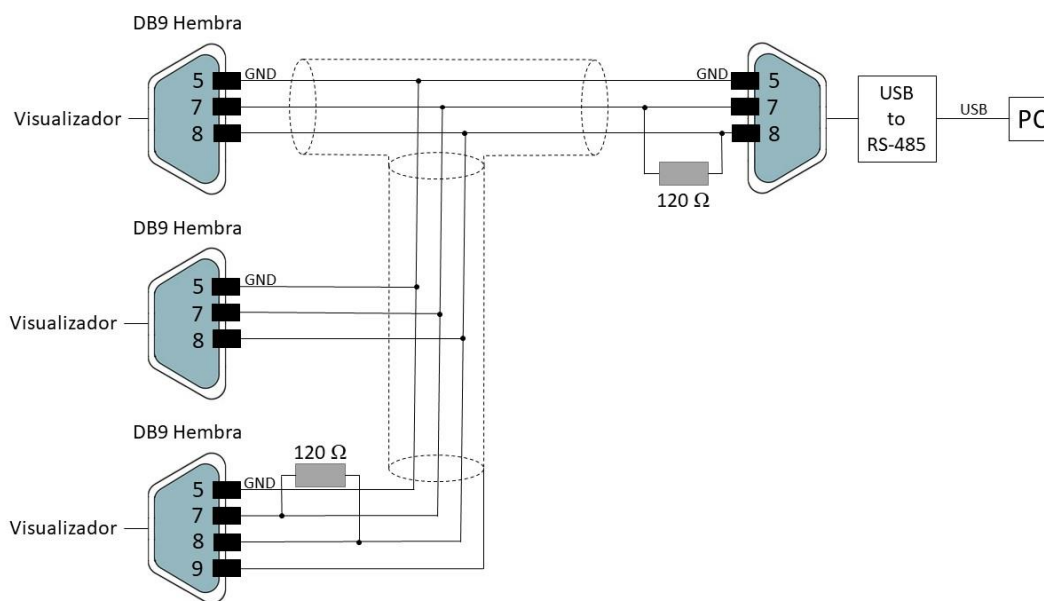 DB9 Hembra
Visualizador
5
GND
7
8
GND
5
7
8
120 Ω
USB
to
RS-485
USB
PC
DB9 Hembra
Visualizador
5
GND
7
8
DB9 Hembra
Visualizador
120 Ω
5
GND
7
8
9